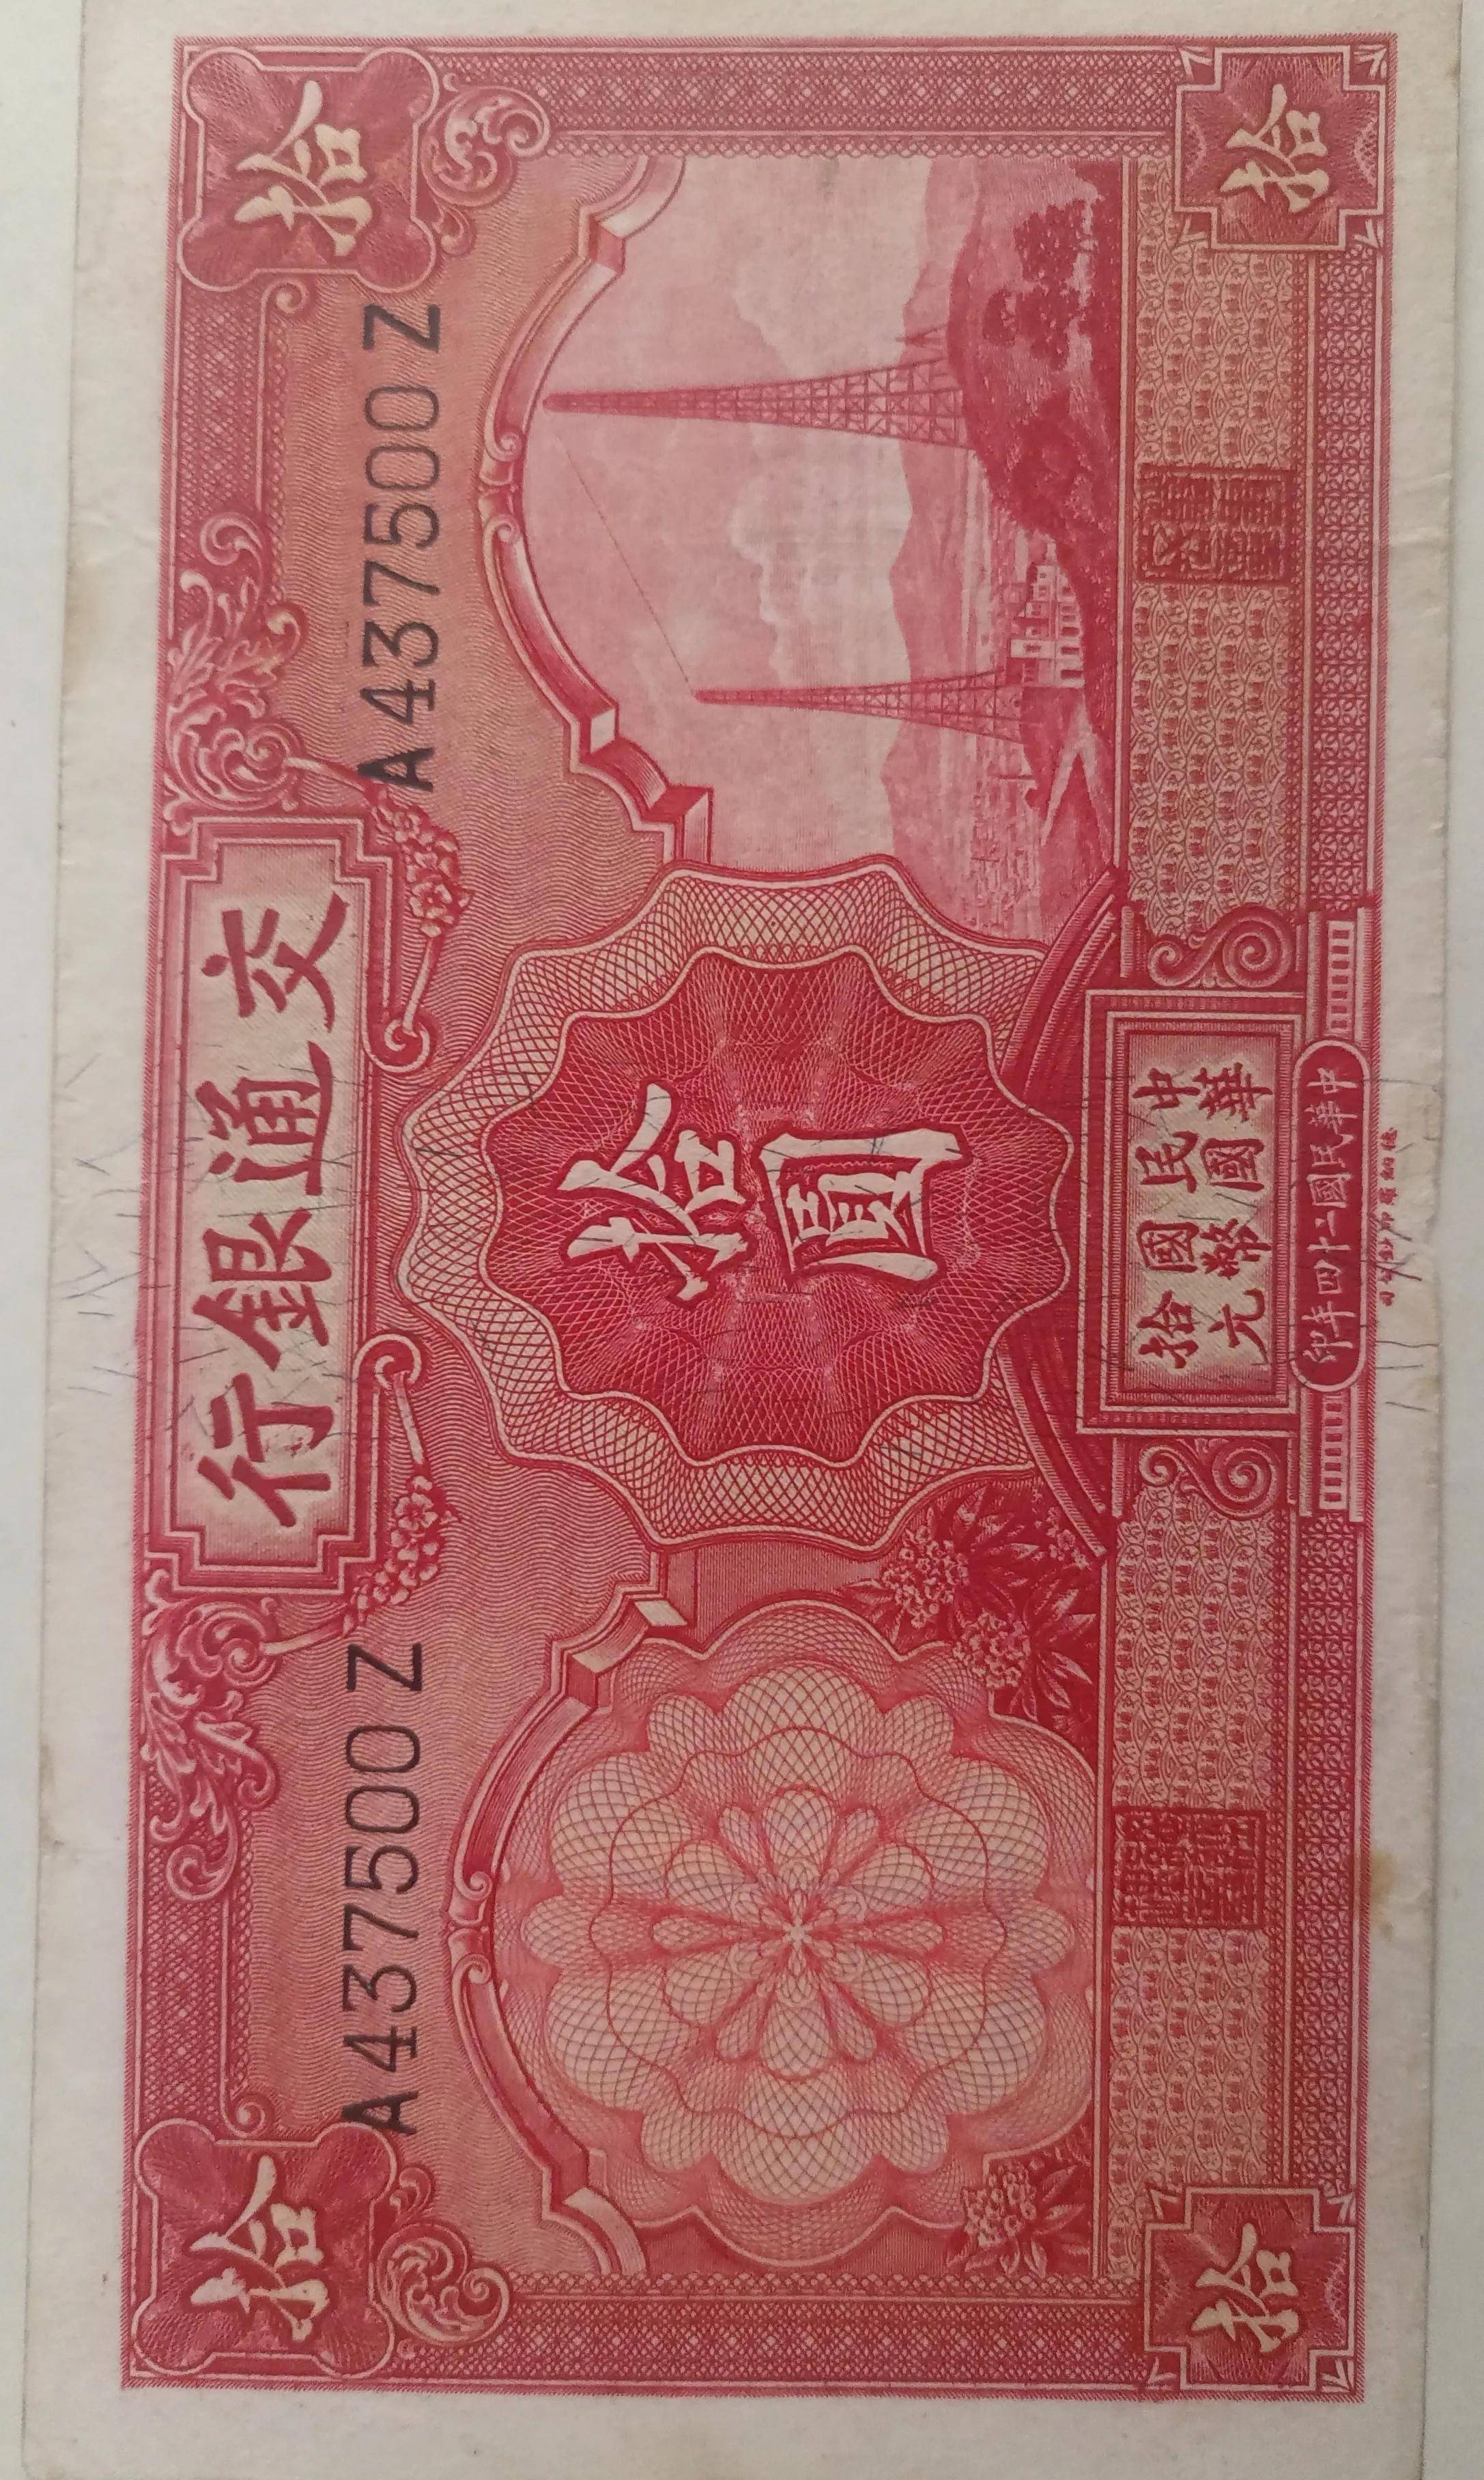 拾
交通銀行
拾
A437500Z
A437500Z
拾
圓
中華
民國
國幣
拾元
拾
拾
中華民國二十四年印